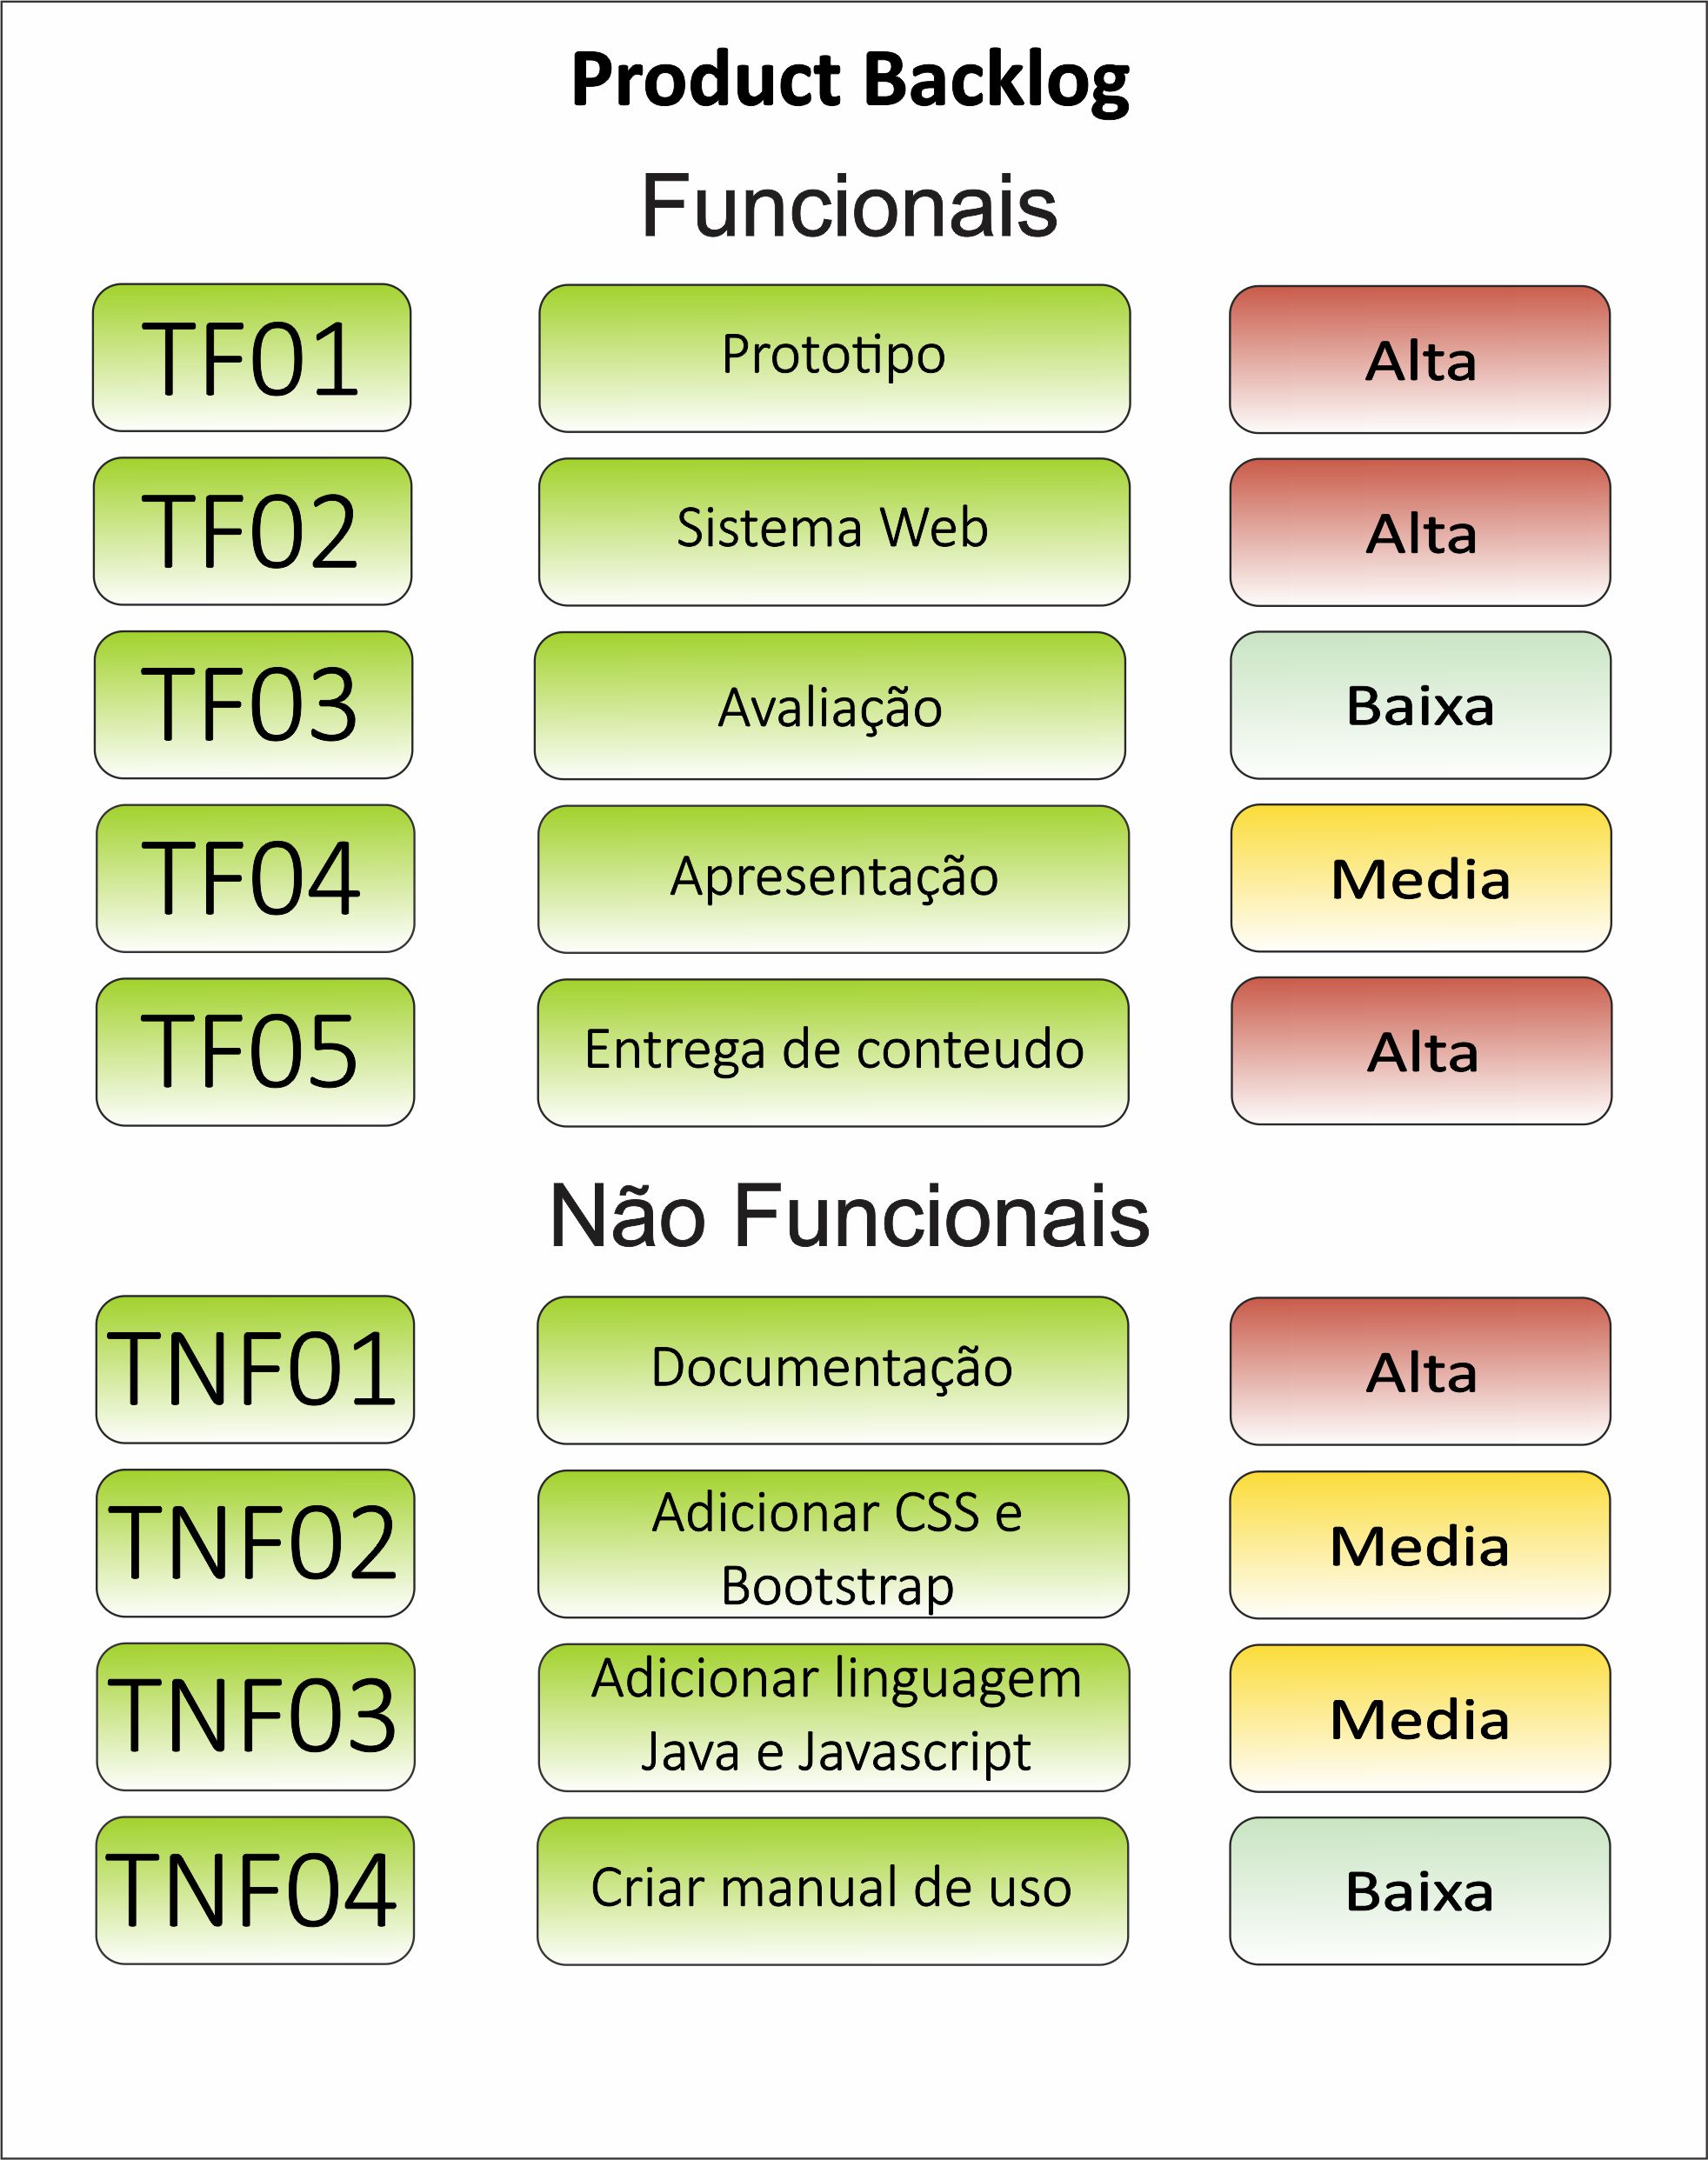 Product Backlog
Funcionais
TF01 Prototipo Alta
TF02 Sistema Web Alta
TF03 Avaliação Baixa
TF04 Apresentação Media
TF05 Entrega de conteudo Alta
Não Funcionais
TNF01 Documentação Alta
TNF02 Adicionar CSS e
Bootstrap Media
TNF03 Adicionar linguagem
Java e Javascript Media
TNF04 Criar manual de uso Baixa